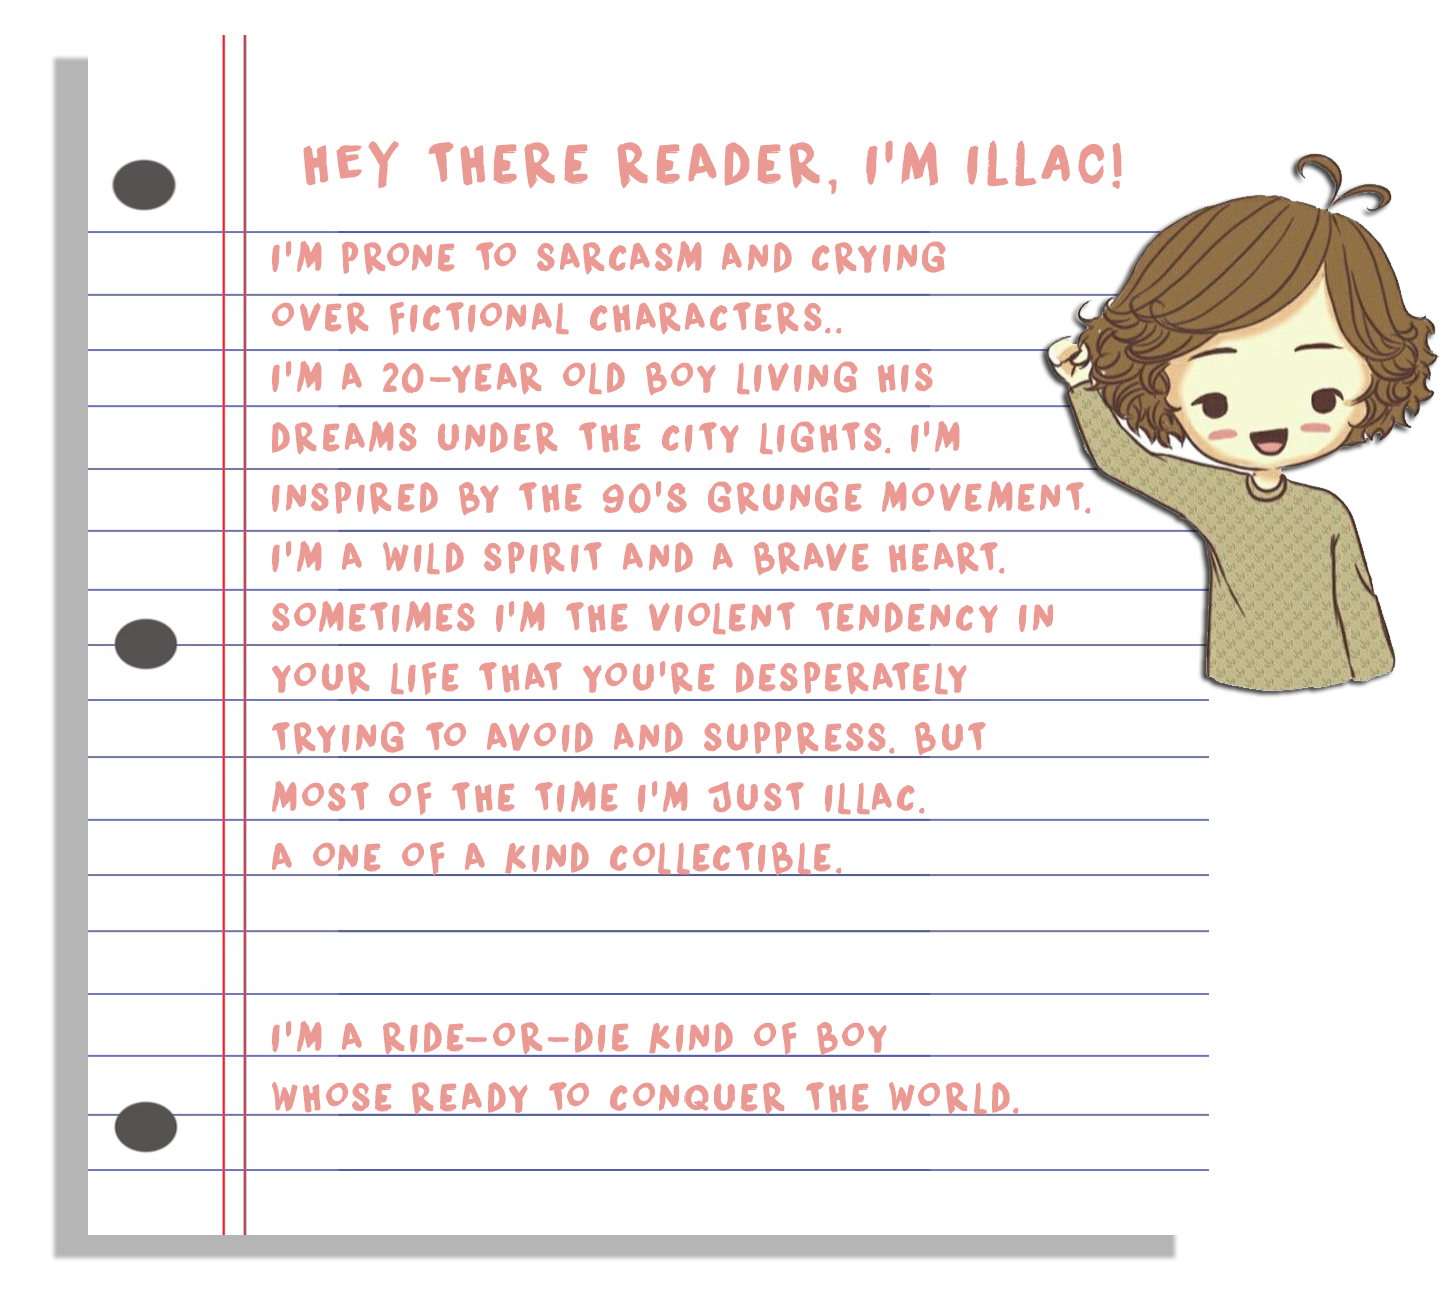 HEY THERE READER, I'M ILLAC!
I'M PRONE TO SARCASM AND CRYING
OVER FICTIONAL CHARACTERS..
I'M A 20-YEAR OLD BOY LIVING HIS
DREAMS UNDER THE CITY LIGHTS. I'M
INSPIRED BY THE 90'S GRUNGE MOVEMENT.
I'M A WILD SPIRIT AND A BRAVE HEART.
SOMETIMES I'M THE VIOLENT TENDENCY IN
YOUR LIFE THAT YOU'RE DESPERATELY
TRYING TO AVOID AND SUPPRESS. BUT
MOST OF THE TIME I'M JUST ILLAC.
A ONE OF A KIND COLLECTIBLE.
I'M A RIDE-OR-DIE KIND OF BOY
WHOSE READY TO CONQUER THE WORLD.